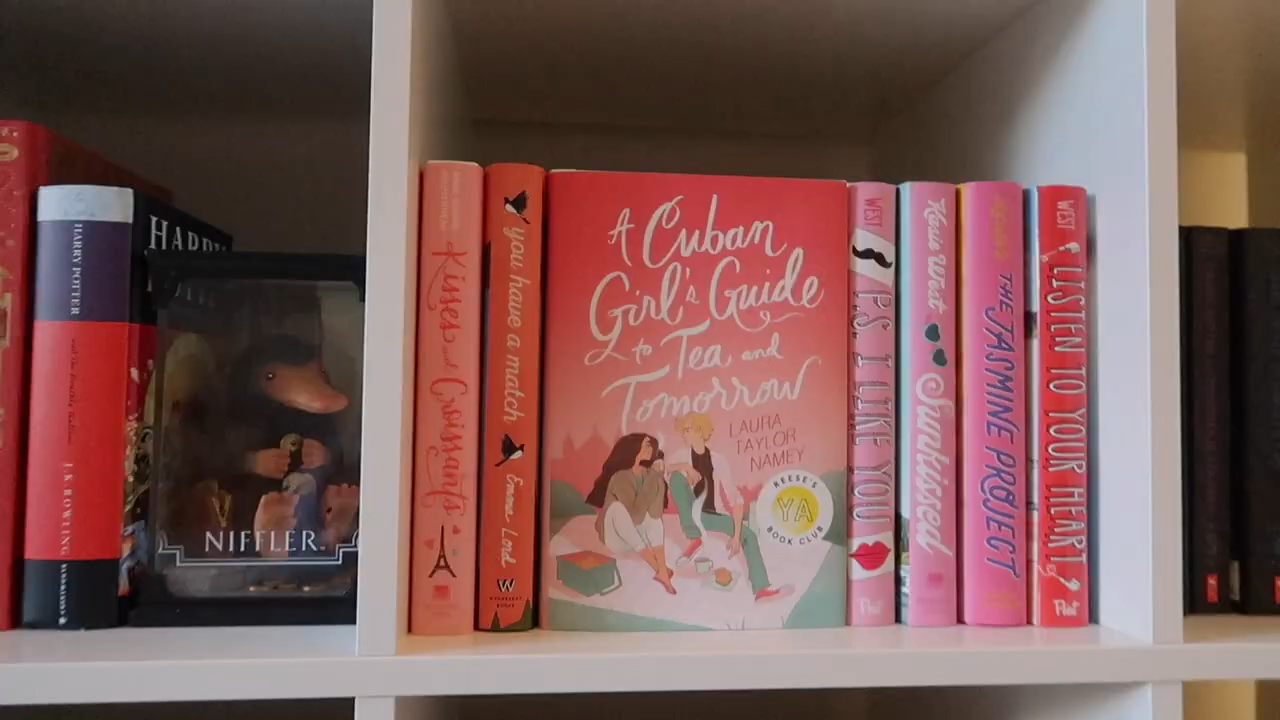 HARRY POTTER
J.K.ROWLING
HARRY
NIFFLER
Kisses and Croissants
you have a match
Emma Lord
W
A Cuban
Girl's Guide
to Tea and
Tomorrow
LAURA
TAYLOR
NAMEY
REESE'S
YA
BOOK CLUB
WEST
P.S. I LIKE YOU
Kasie West
Sunkissed
THE JASMINE PROJECT
WEST
LISTEN TO YOUR HEART